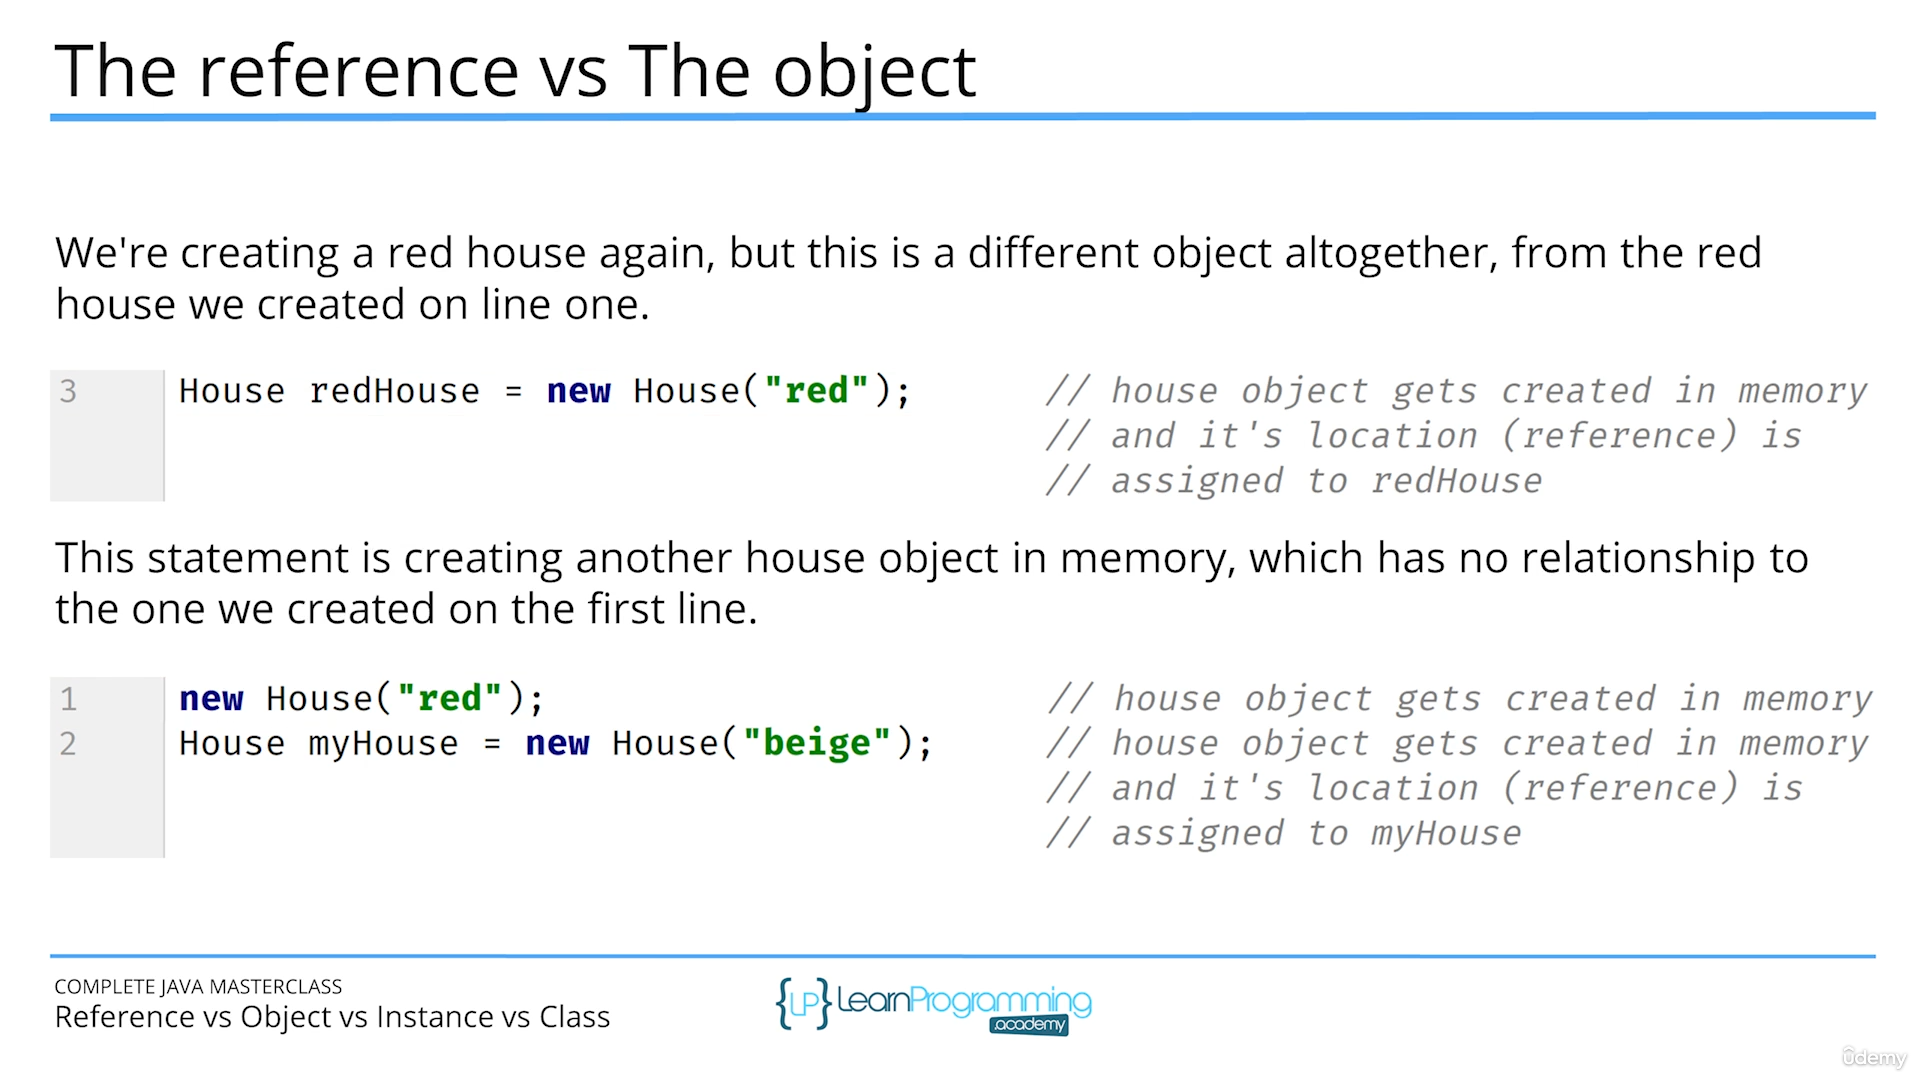 The reference vs The object
We're creating a red house again, but this is a different object altogether, from the red
house we created on line one.
3 House redHouse = new House("red"); // house object gets created in memory
// and it's location (reference) is
// assigned to redHouse
This statement is creating another house object in memory, which has no relationship to
the one we created on the first line.
1 new House("red"); // house object gets created in memory
2 House myHouse = new House("beige"); // house object gets created in memory
// and it's location (reference) is
// assigned to myHouse
COMPLETE JAVA MASTERCLASS
Reference vs Object vs Instance vs Class
{LP} LearnProgramming
.academy
udemy